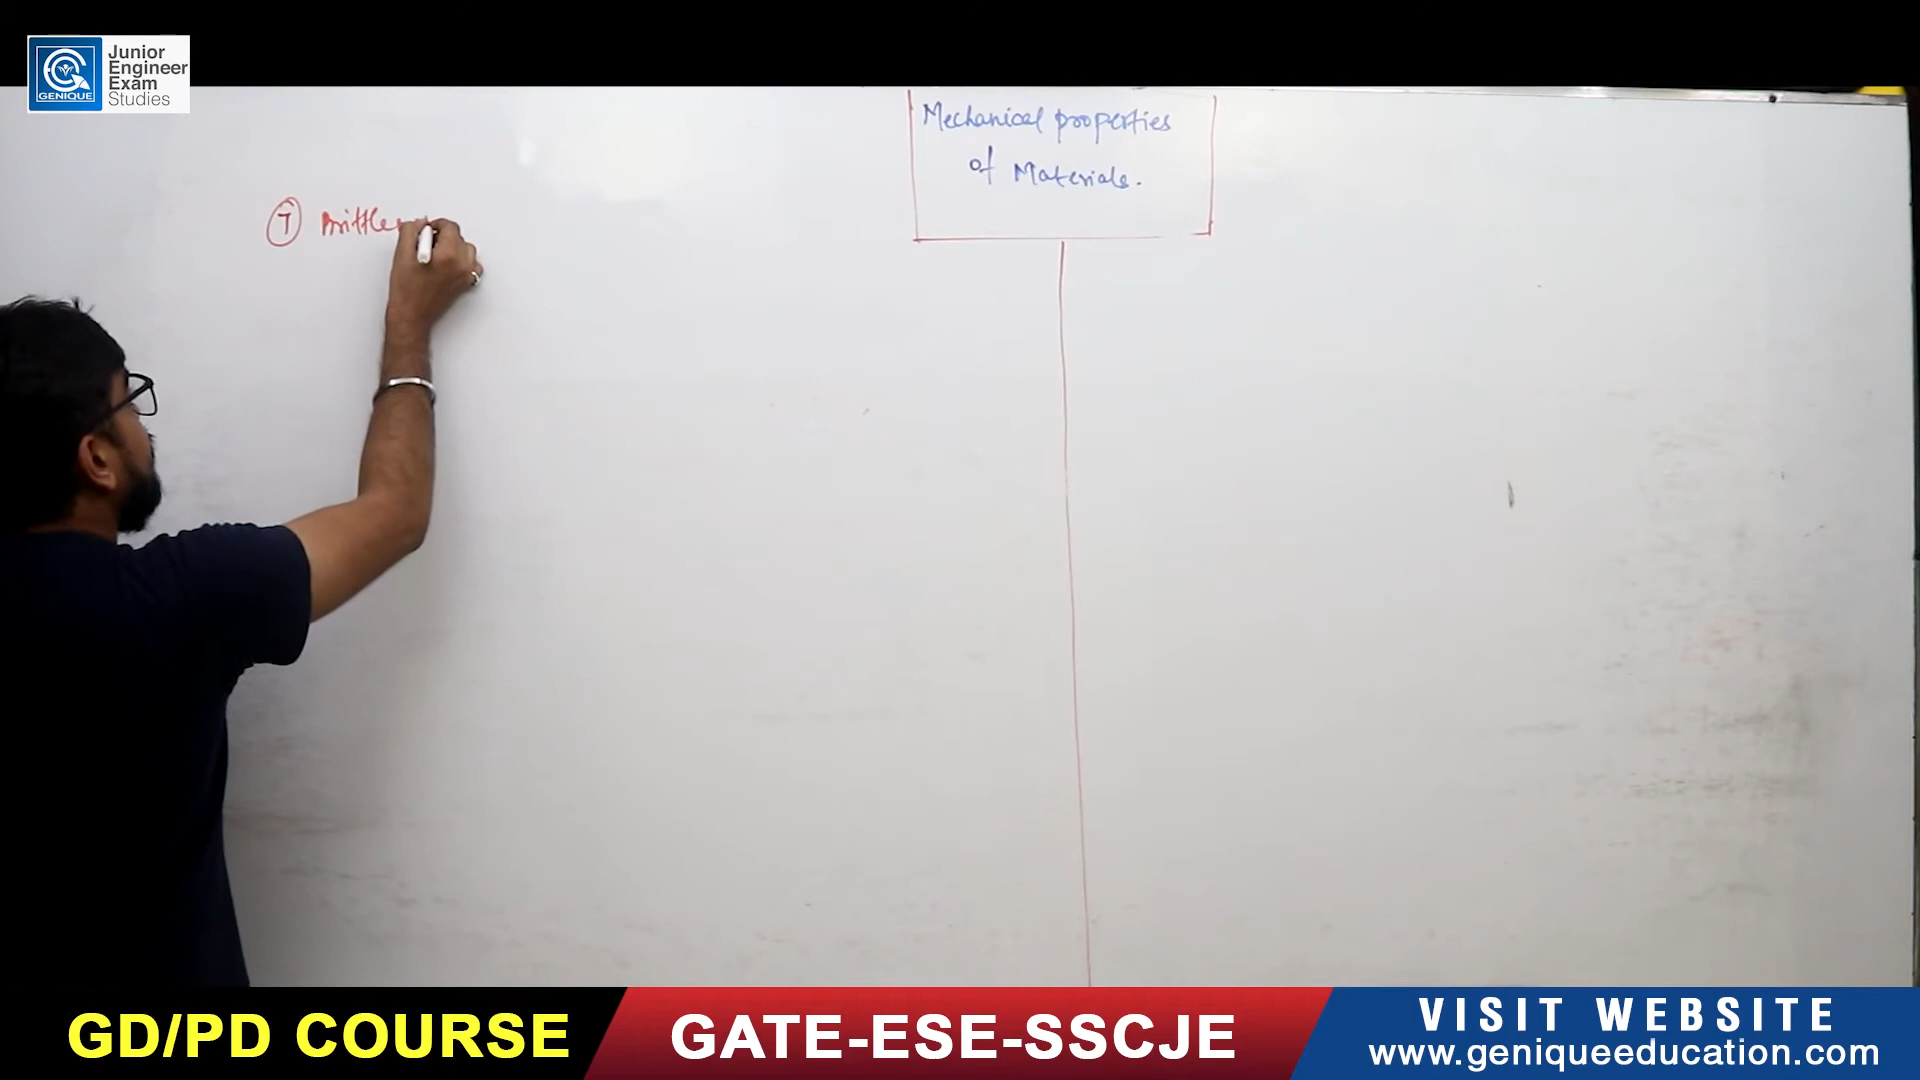 Junior
Engineer
Exam
Studies
GENIQUE
Mechanical properties
of Materials.
7 Brittle
GD/PD COURSE
GATE-ESE-SSCJE
VISIT WEBSITE
www.geniqueeducation.com